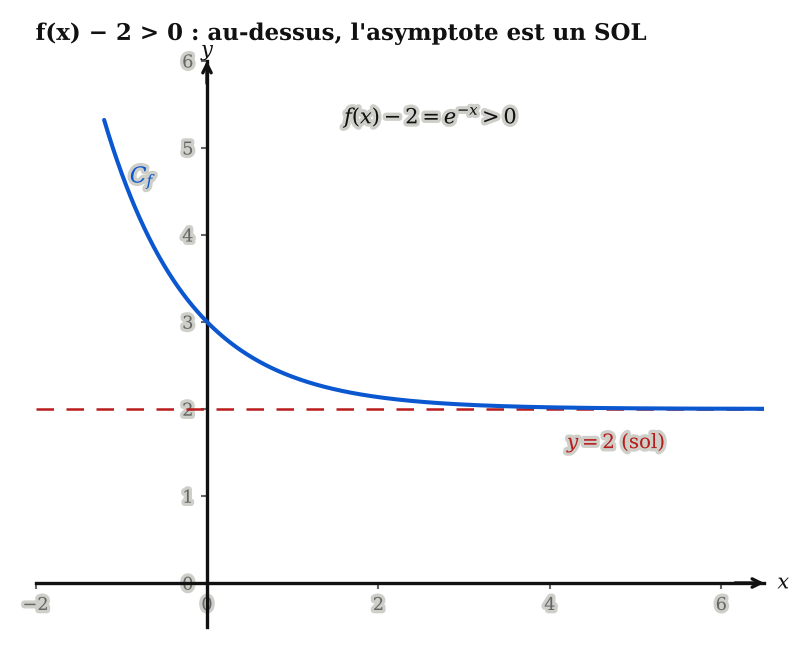 f(x) − 2 > 0 : au-dessus, l'asymptote est un SOL
y
6
f(x) − 2 = e^{−x} > 0
5
C_f
4
3
2
y = 2 (sol)
1
0
x
−2 0 2 4 6